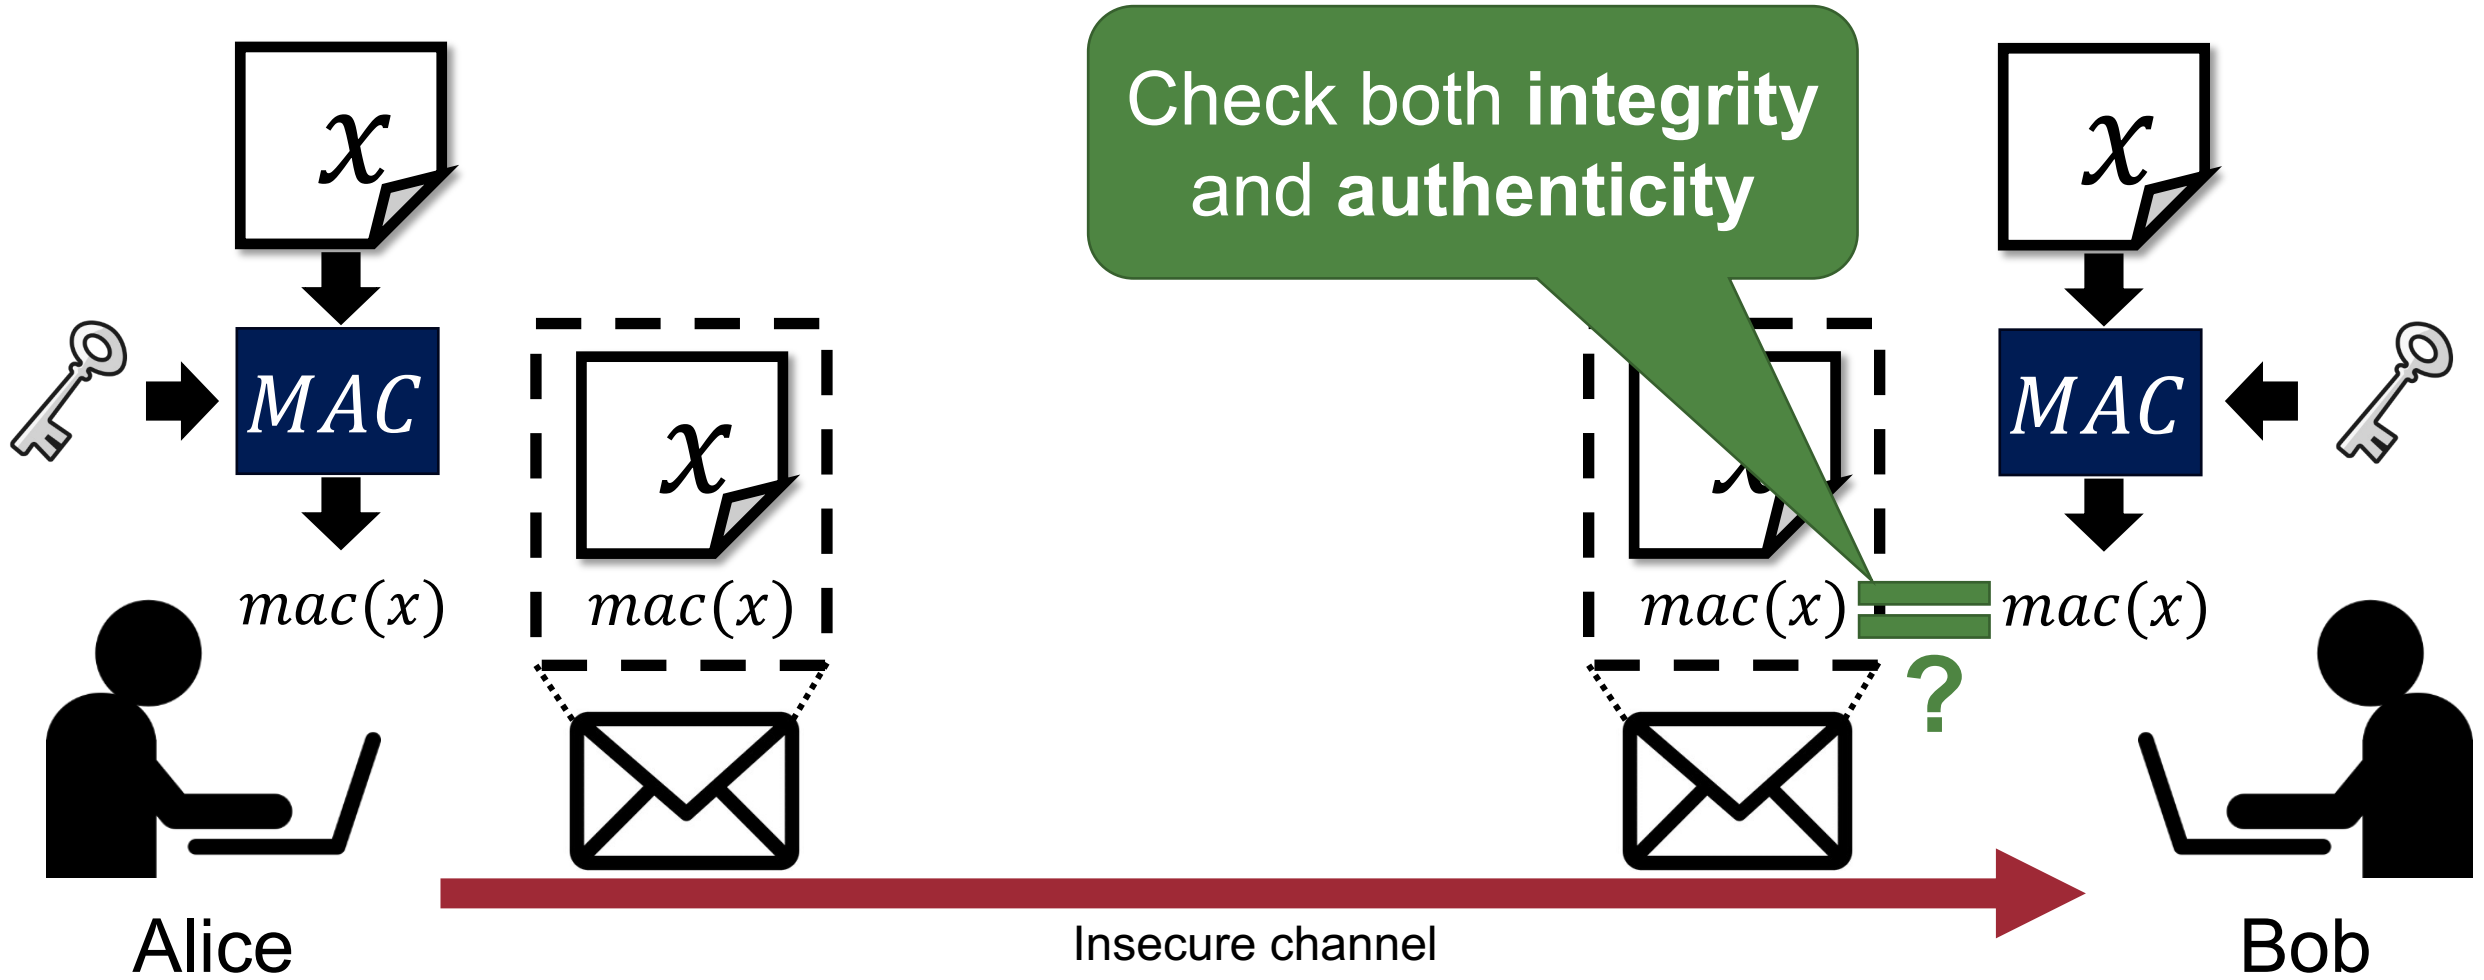 x
MAC
mac(x)
Alice
x
mac(x)
Check both integrity
and authenticity
x
mac(x)
=
?
x
MAC
mac(x)
Bob
Insecure channel